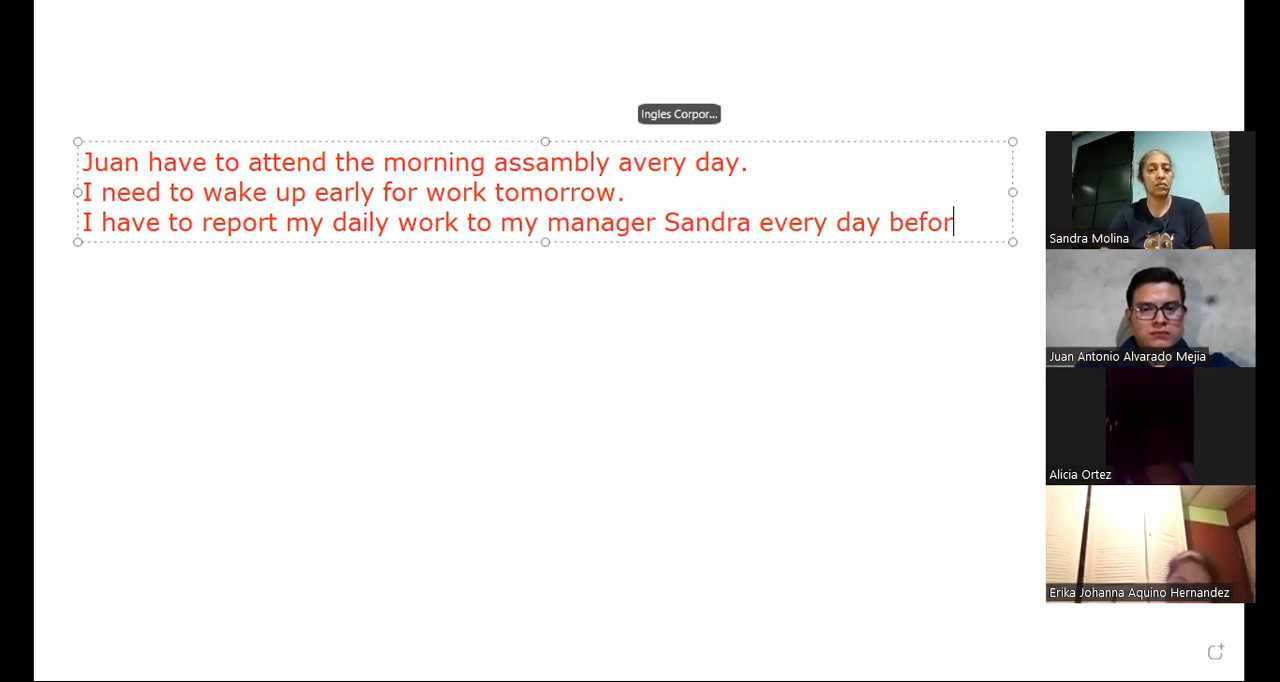 Ingles Corpor...
Juan have to attend the morning assambly avery day.
I need to wake up early for work tomorrow.
I have to report my daily work to my manager Sandra every day befor
Sandra Molina
Juan Antonio Alvarado Mejia
Alicia Ortez
Erika Johanna Aquino Hernandez